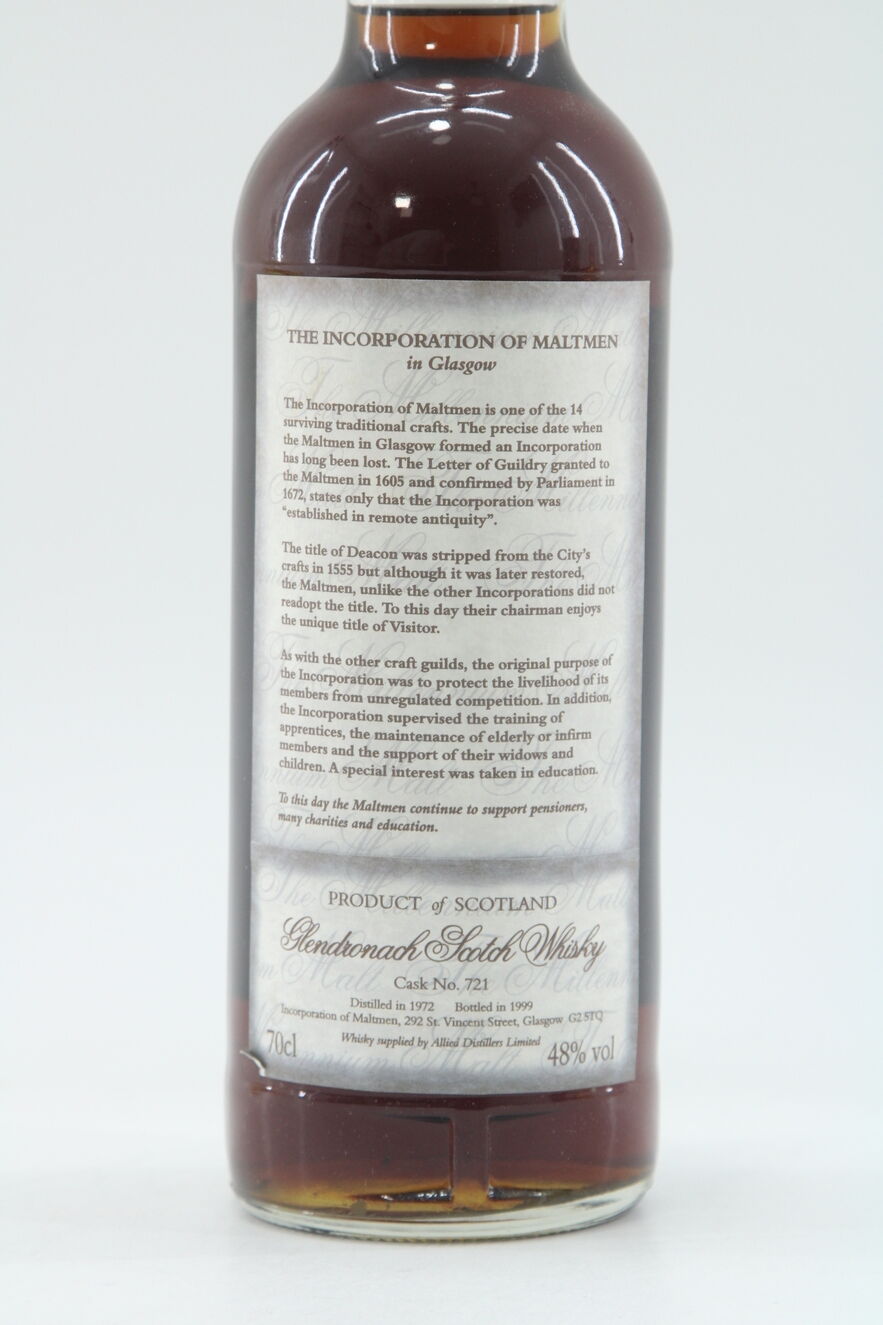 THE INCORPORATION OF MALTMEN
in Glasgow
The Incorporation of Maltmen is one of the 14
surviving traditional crafts. The precise date when
the Maltmen in Glasgow formed an Incorporation
has long been lost. The Letter of Guildry granted to
the Maltmen in 1605 and confirmed by Parliament in
1672, states only that the Incorporation was
"established in remote antiquity".
The title of Deacon was stripped from the City's
crafts in 1555 but although it was later restored,
the Maltmen, unlike the other Incorporations did not
readopt the title. To this day their chairman enjoys
the unique title of Visitor.
As with the other craft guilds, the original purpose of
the Incorporation was to protect the livelihood of its
members from unregulated competition. In addition,
the Incorporation supervised the training of
apprentices, the maintenance of elderly or infirm
members and the support of their widows and
children. A special interest was taken in education.
To this day the Maltmen continue to support pensioners,
many charities and education.
PRODUCT of SCOTLAND
Glendronach Scotch Whisky
Cask No. 721
Distilled in 1972 Bottled in 1999
Incorporation of Maltmen, 292 St. Vincent Street, Glasgow G2 5TQ
Whisky supplied by Allied Distillers Limited
70cl 48% vol